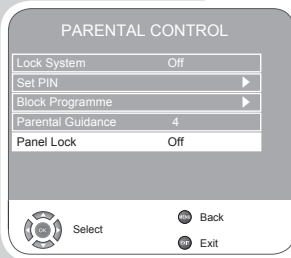 PARENTAL CONTROL
Lock System Off
Set PIN
Block Programme
Parental Guidance 4
Panel Lock Off
OK Select
MENU Back
EXIT Exit